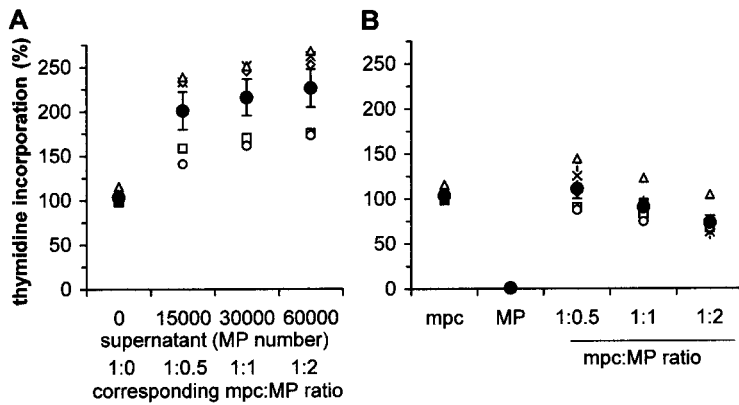 A
thymidine incorporation (%)
250
200
150
100
50
0
0 15000 30000 60000
supernatant (MP number)
1:0 1:0.5 1:1 1:2
corresponding mpc:MP ratio
B
250
200
150
100
50
0
mpc MP 1:0.5 1:1 1:2
mpc:MP ratio